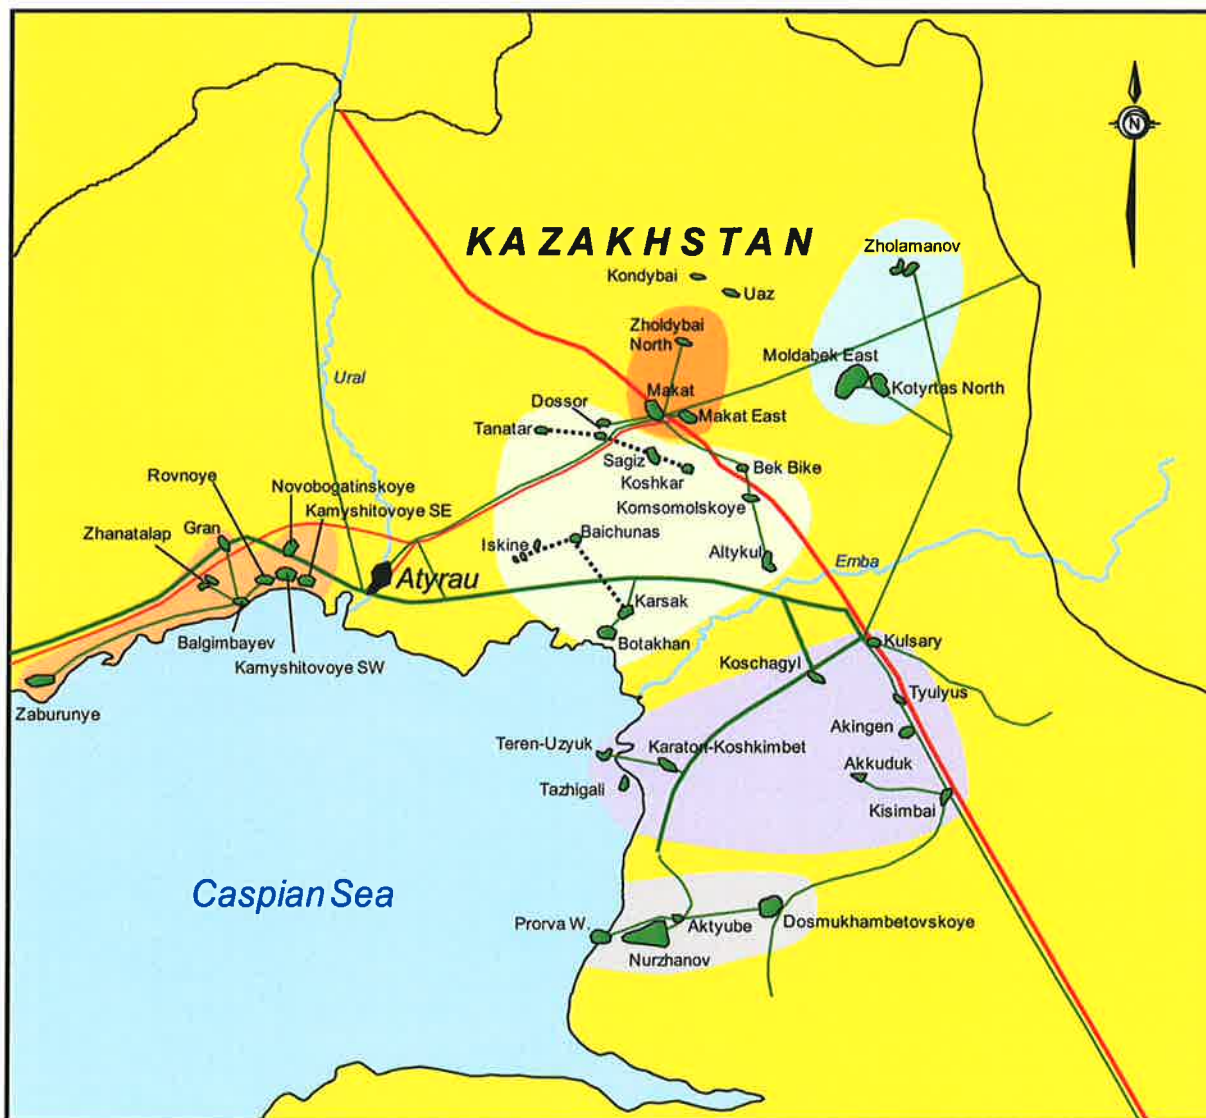 N
KAZAKHSTAN
Zholamanov
Kondybai
Uaz
Zholdybai
North
Moldabek East
Ural
Makat
Kotyrtas North
Dossor
Makat East
Tanatar
Sagiz
Bek Bike
Rovnoye
Koshkar
Novobogatinskoye
Komsomolskoye
Kamyshitovoye SE
Gran
Zhanatalap
Baichunas
Iskine
Altykul
Emba
Atyrau
Karsak
Balgimbayev
Botakhan
Kulsary
Kamyshitovoye SW
Koschagyl
Tyulyus
Zaburunye
Akingen
Teren-Uzyuk
Karaton-Koshkimbet
Akkuduk
Tazhigali
Kisimbai
Caspian Sea
Prorva W.
Aktyube
Dosmukhambetovskoye
Nurzhanov